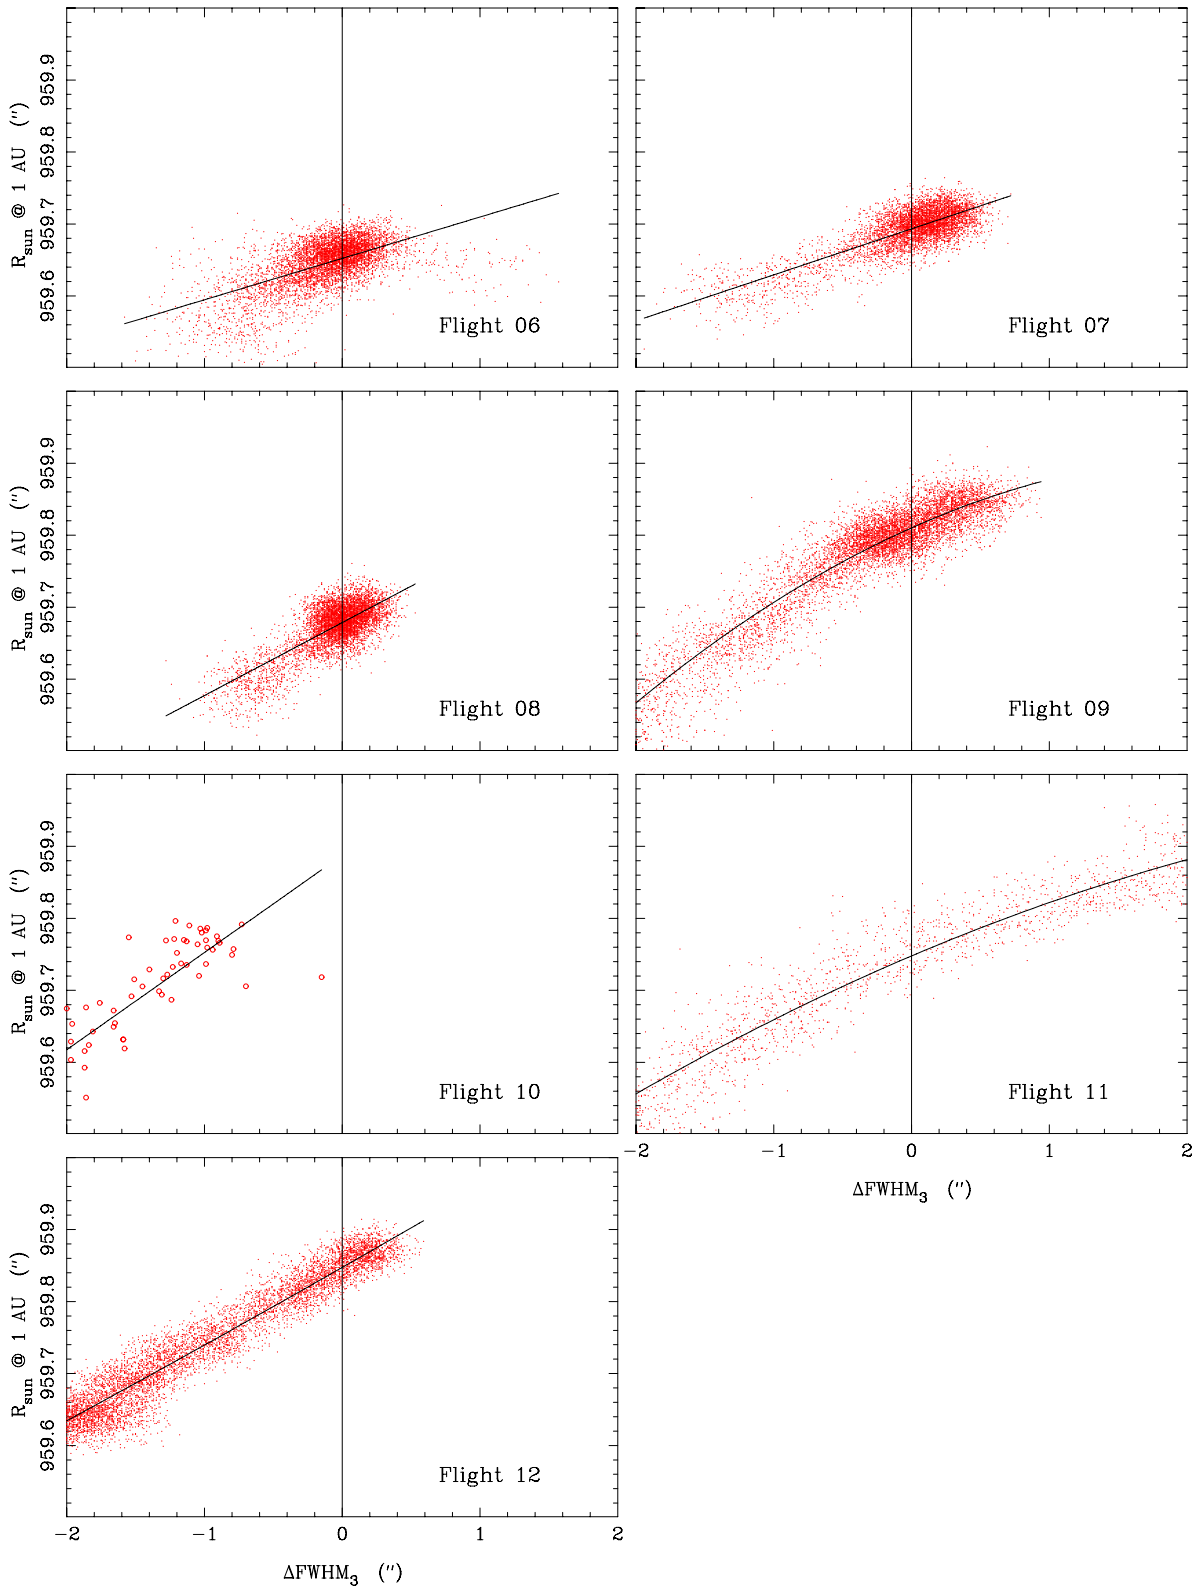 959.9
959.8
959.7
959.6
R_sun @ 1 AU (")
Flight 06
Flight 07
959.9
959.8
959.7
959.6
R_sun @ 1 AU (")
Flight 08
Flight 09
959.9
959.8
959.7
959.6
R_sun @ 1 AU (")
Flight 10
Flight 11
-2 -1 0 1 2
ΔFWHM_3 (")
959.9
959.8
959.7
959.6
R_sun @ 1 AU (")
Flight 12
-2 -1 0 1 2
ΔFWHM_3 (")